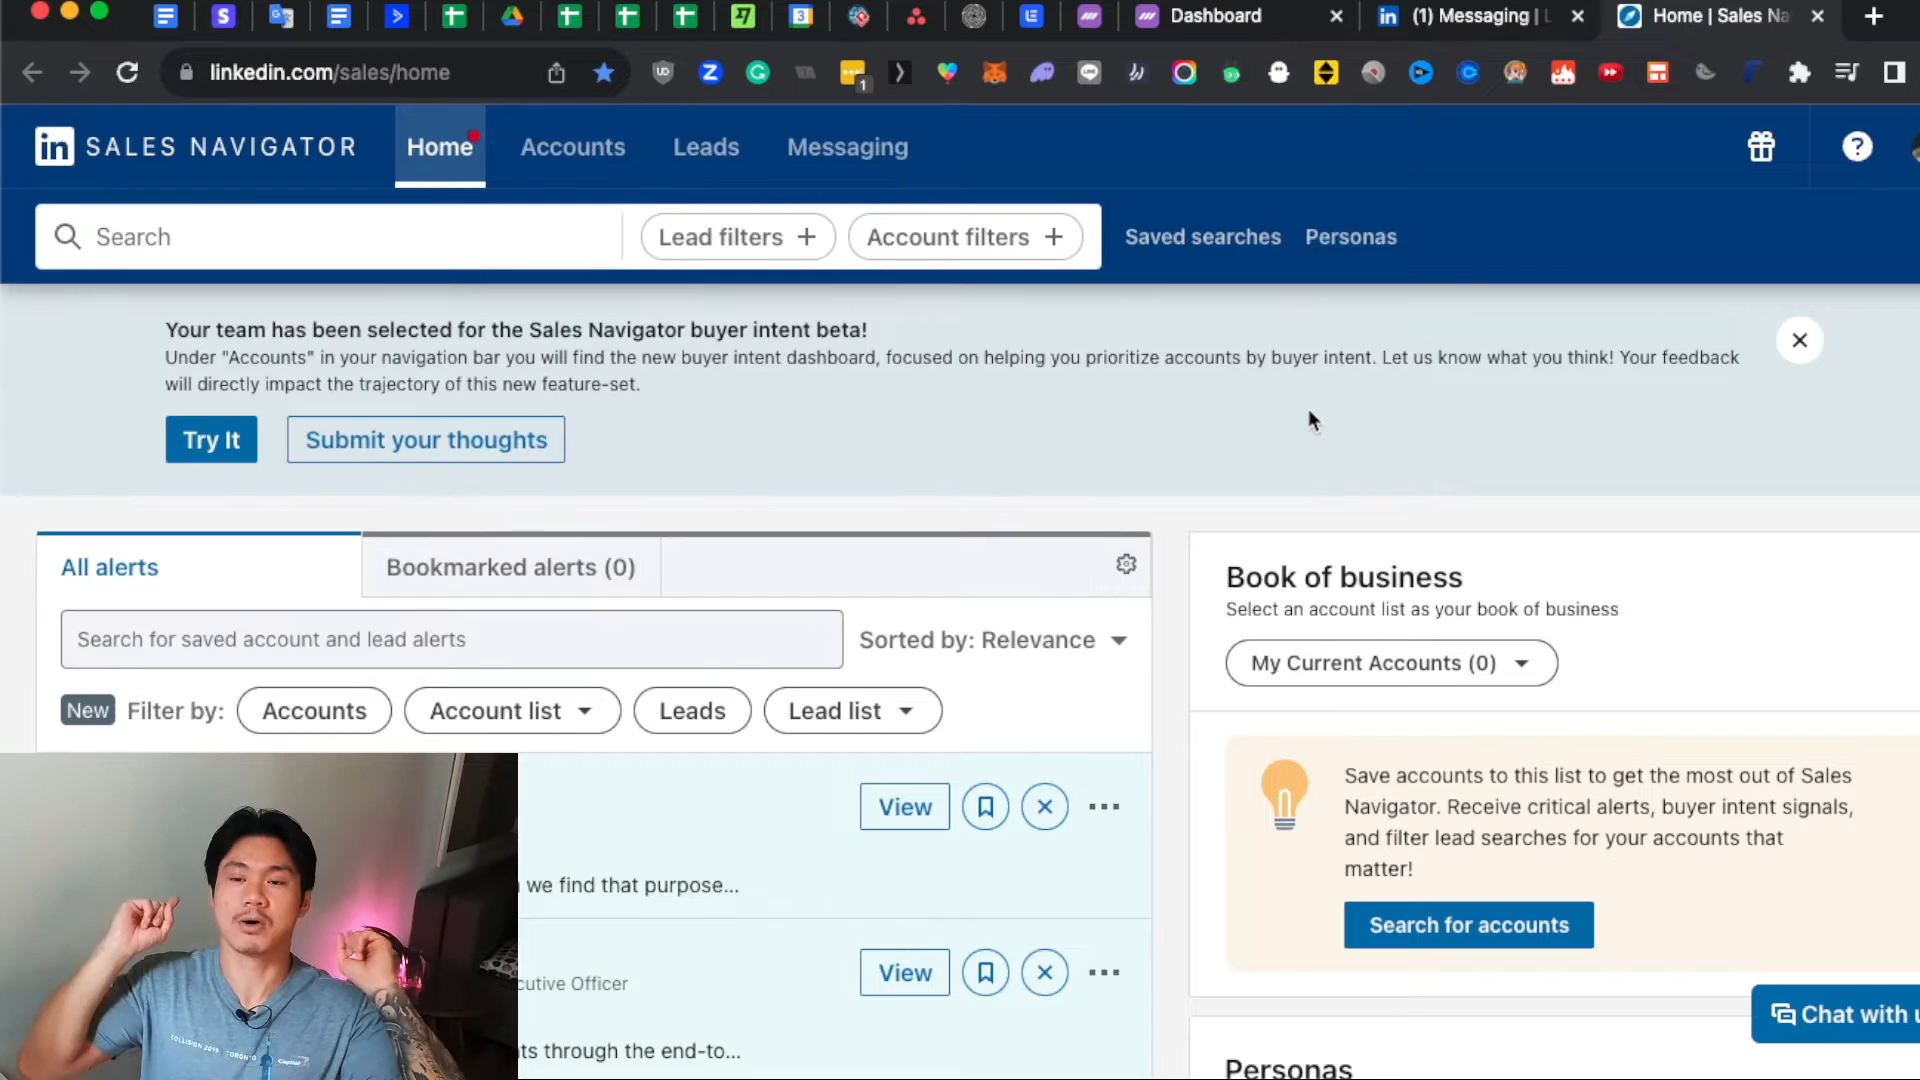 Dashboard
(1) Messaging | L
Home | Sales Na
linkedin.com/sales/home
1
in SALES NAVIGATOR
Home
Accounts
Leads
Messaging
Search
Lead filters +
Account filters +
Saved searches
Personas
Your team has been selected for the Sales Navigator buyer intent beta!
Under "Accounts" in your navigation bar you will find the new buyer intent dashboard, focused on helping you prioritize accounts by buyer intent. Let us know what you think! Your feedback
will directly impact the trajectory of this new feature-set.
Try It
Submit your thoughts
All alerts
Bookmarked alerts (0)
Search for saved account and lead alerts
Sorted by: Relevance
New
Filter by:
Accounts
Account list
Leads
Lead list
View
we find that purpose...
View
cutive Officer
ts through the end-to...
Book of business
Select an account list as your book of business
My Current Accounts (0)
Save accounts to this list to get the most out of Sales
Navigator. Receive critical alerts, buyer intent signals,
and filter lead searches for your accounts that
matter!
Search for accounts
Chat with u
Personas
COLLISION 2019 TORONTO
Capital